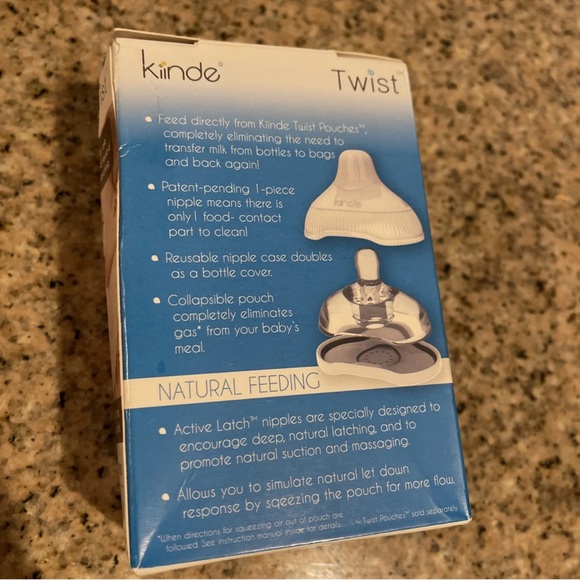 kiinde®
Twist™
• Feed directly from Kiinde Twist Pouches™,
completely eliminating the need to
transfer milk from bottles to bags
and back again!
• Patent-pending 1-piece
nipple means there is
only 1 food- contact
part to clean!
kiinde
• Reusable nipple case doubles
as a bottle cover.
• Collapsible pouch
completely eliminates
gas* from your baby's
meal.
NATURAL FEEDING
• Active Latch™ nipples are specially designed to
encourage deep, natural latching, and to
promote natural suction and massaging.
• Allows you to simulate natural let down
response by sqeezing the pouch for more flow.
*When directions for squeezing air out of pouch are
followed. See instruction manual inside for details.
Twist Pouches™ sold separately